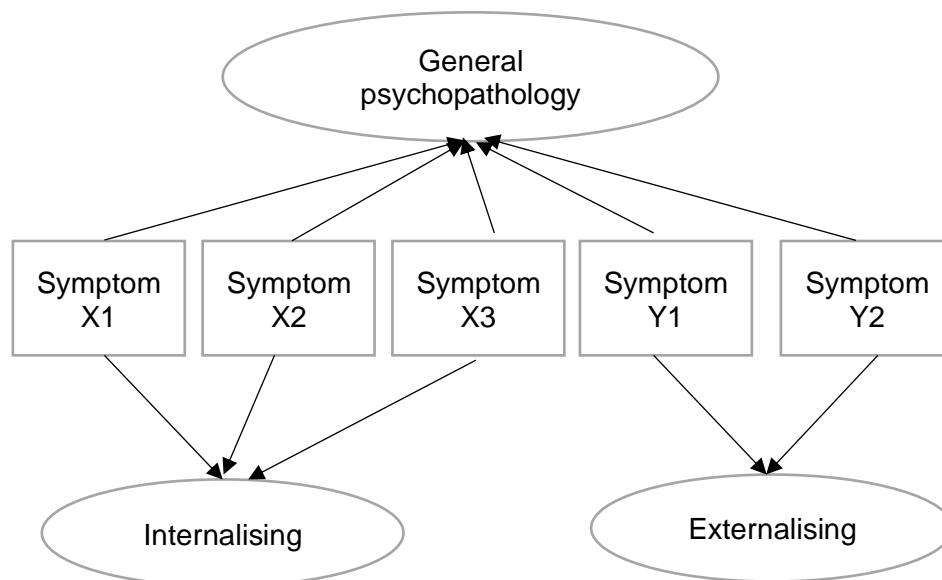 General
psychopathology
Symptom
X1
Symptom
X2
Symptom
X3
Symptom
Y1
Symptom
Y2
Internalising
Externalising